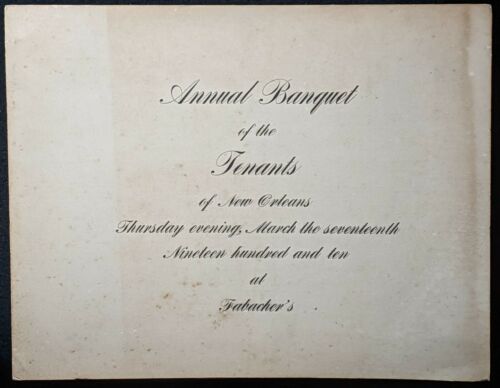 Annual Banquet
of the
Tenants
of New Orleans
Thursday evening, March the seventeenth
Nineteen hundred and ten
at
Fabacher's